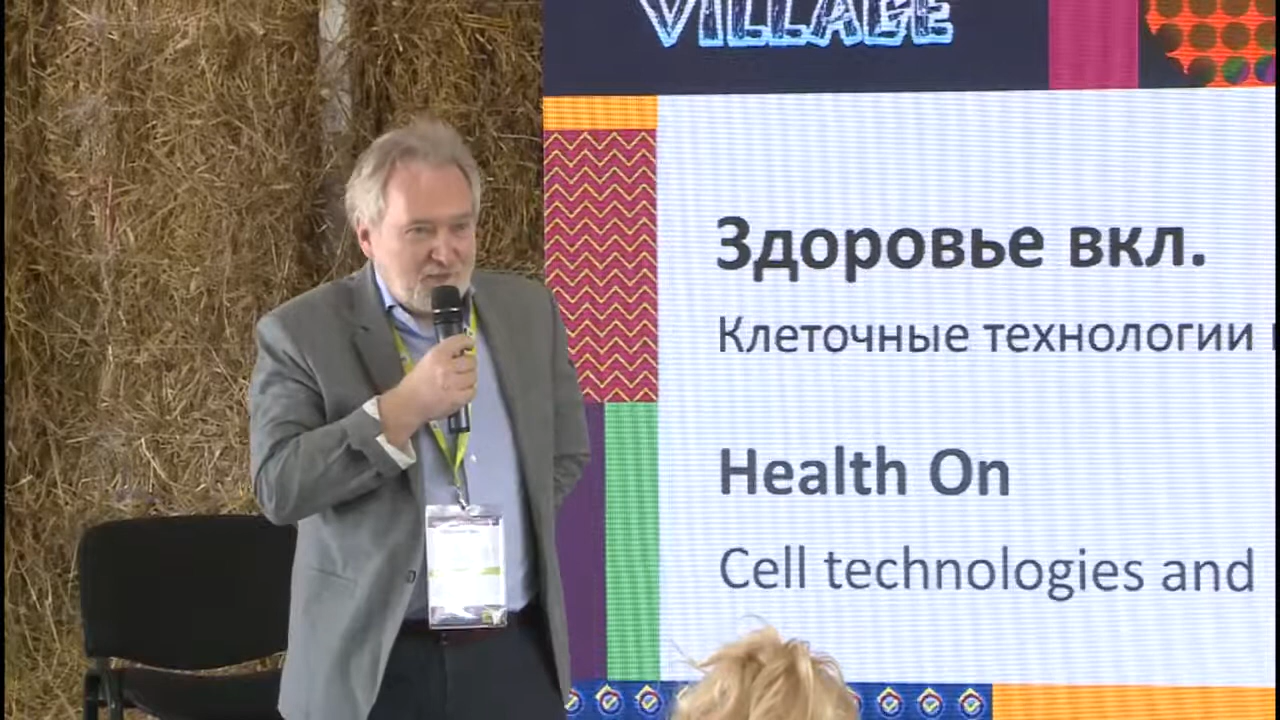 VILLAGE
Здоровье вкл.
Клеточные технологии
Health On
Cell technologies and